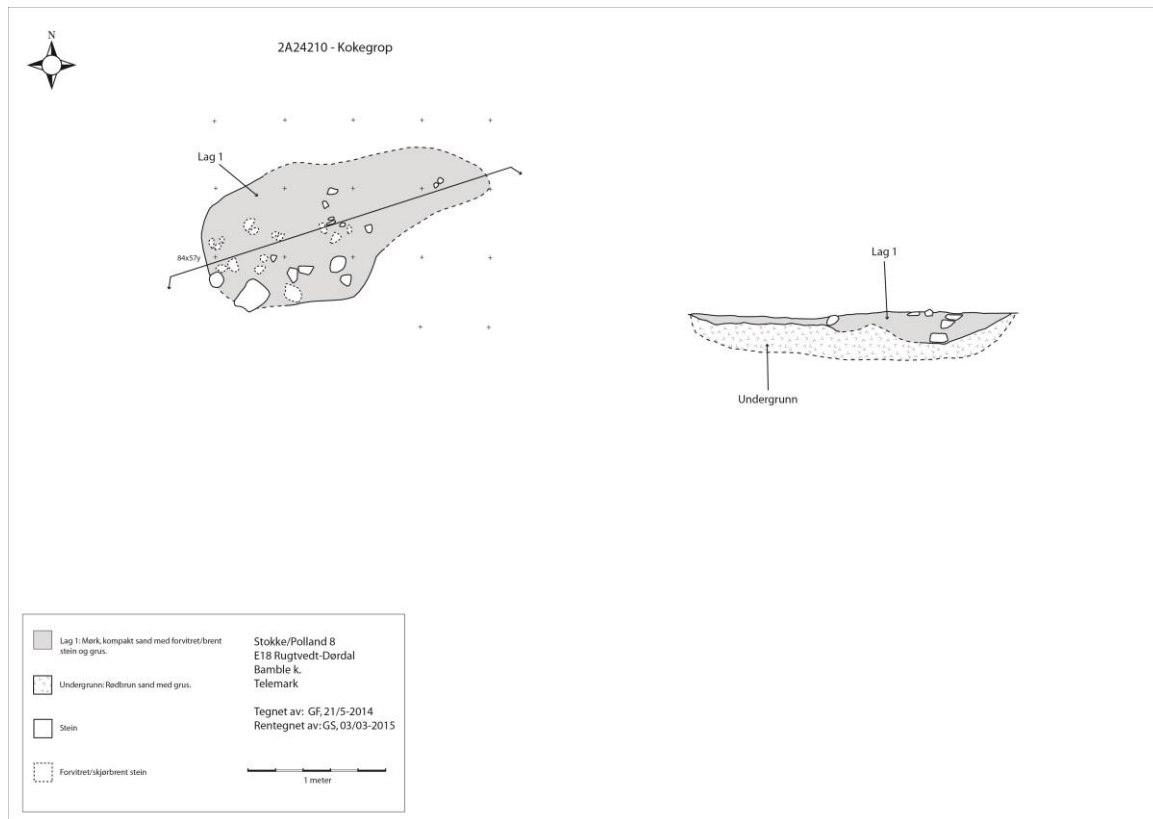 N
2A24210 - Kokegrop
Lag 1
84x57y
Lag 1
Undergrunn
Lag 1: Mørk, kompakt sand med forvitret/brent
stein og grus.
Undergrunn: Rødbrun sand med grus.
Stein
Forvitret/skjørbrent stein
Stokke/Polland 8
E18 Rugtvedt-Dørdal
Bamble k.
Telemark
Tegnet av: GF, 21/5-2014
Rentegnet av: GS, 03/03-2015
1 meter